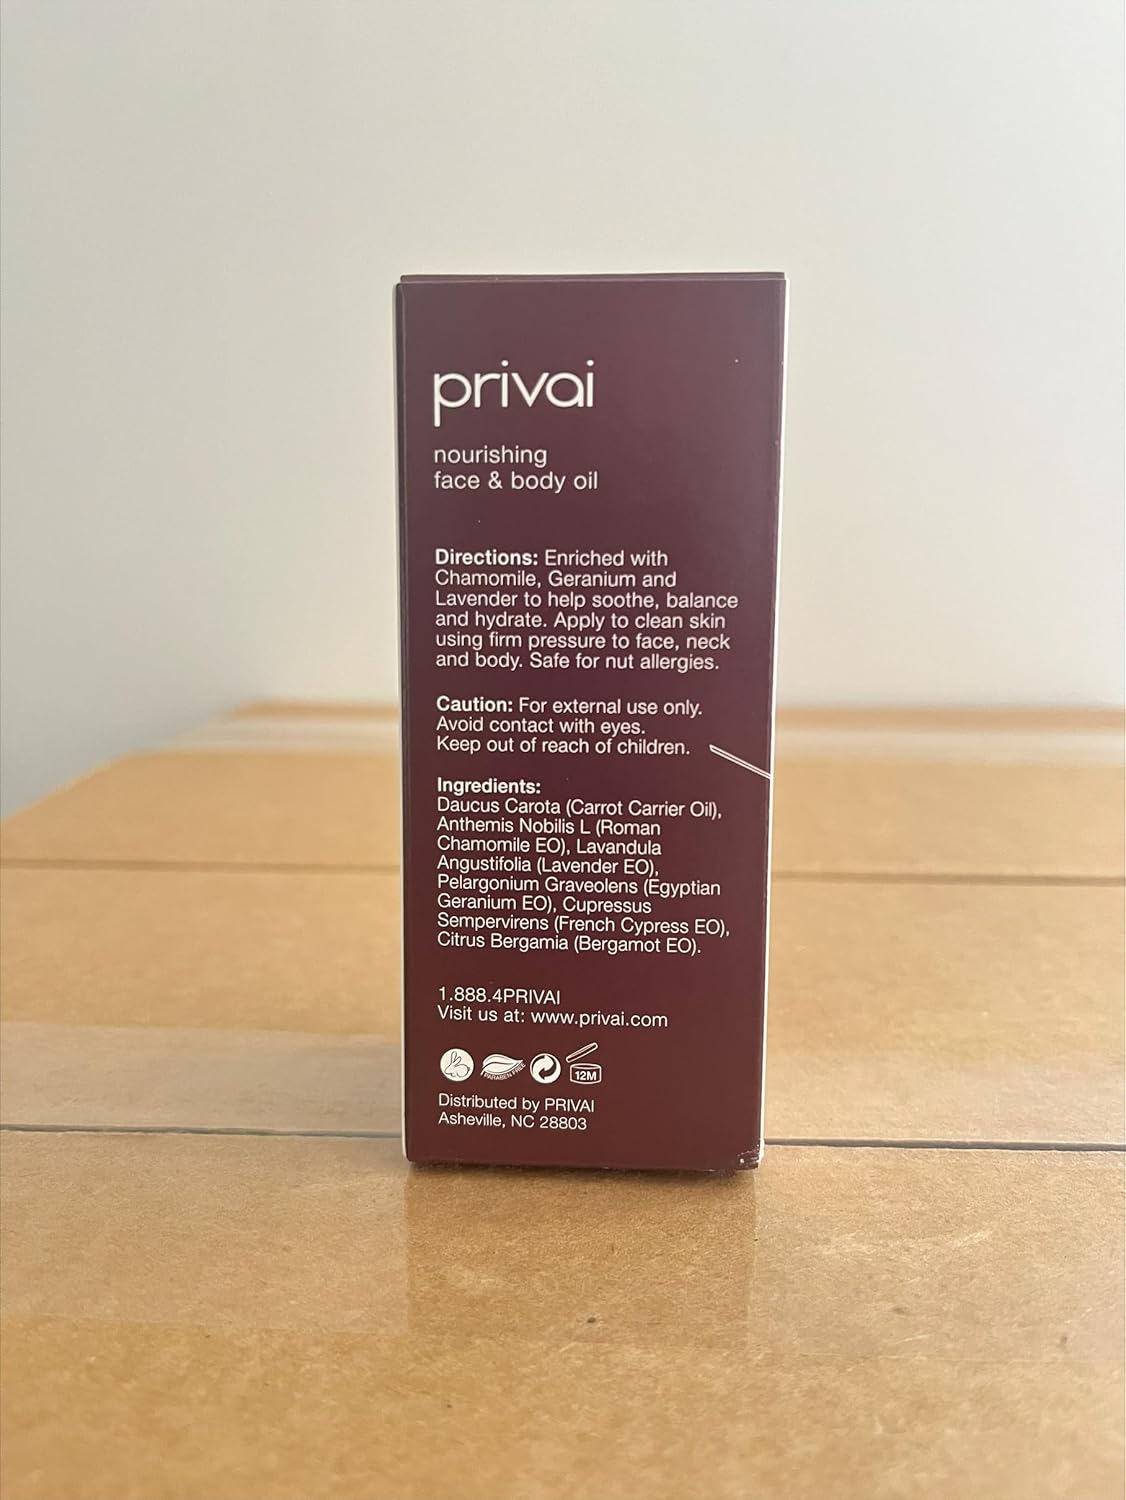 privai
nourishing
face & body oil
Directions: Enriched with
Chamomile, Geranium and
Lavender to help soothe, balance
and hydrate. Apply to clean skin
using firm pressure to face, neck
and body. Safe for nut allergies.
Caution: For external use only.
Avoid contact with eyes.
Keep out of reach of children.
Ingredients:
Daucus Carota (Carrot Carrier Oil),
Anthemis Nobilis L (Roman
Chamomile EO), Lavandula
Angustifolia (Lavender EO),
Pelargonium Graveolens (Egyptian
Geranium EO), Cupressus
Sempervirens (French Cypress EO),
Citrus Bergamia (Bergamot EO).
1.888.4PRIVAI
Visit us at: www.privai.com
PARABEN FREE
12M
Distributed by PRIVAI
Asheville, NC 28803